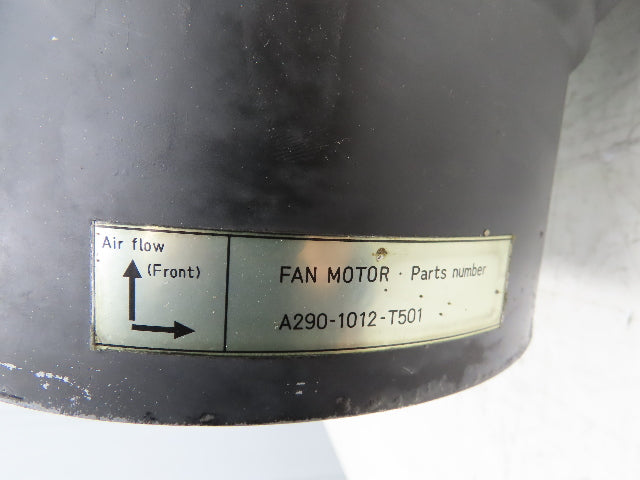 Air flow
(Front)
FAN MOTOR · Parts number
A290-1012-T501